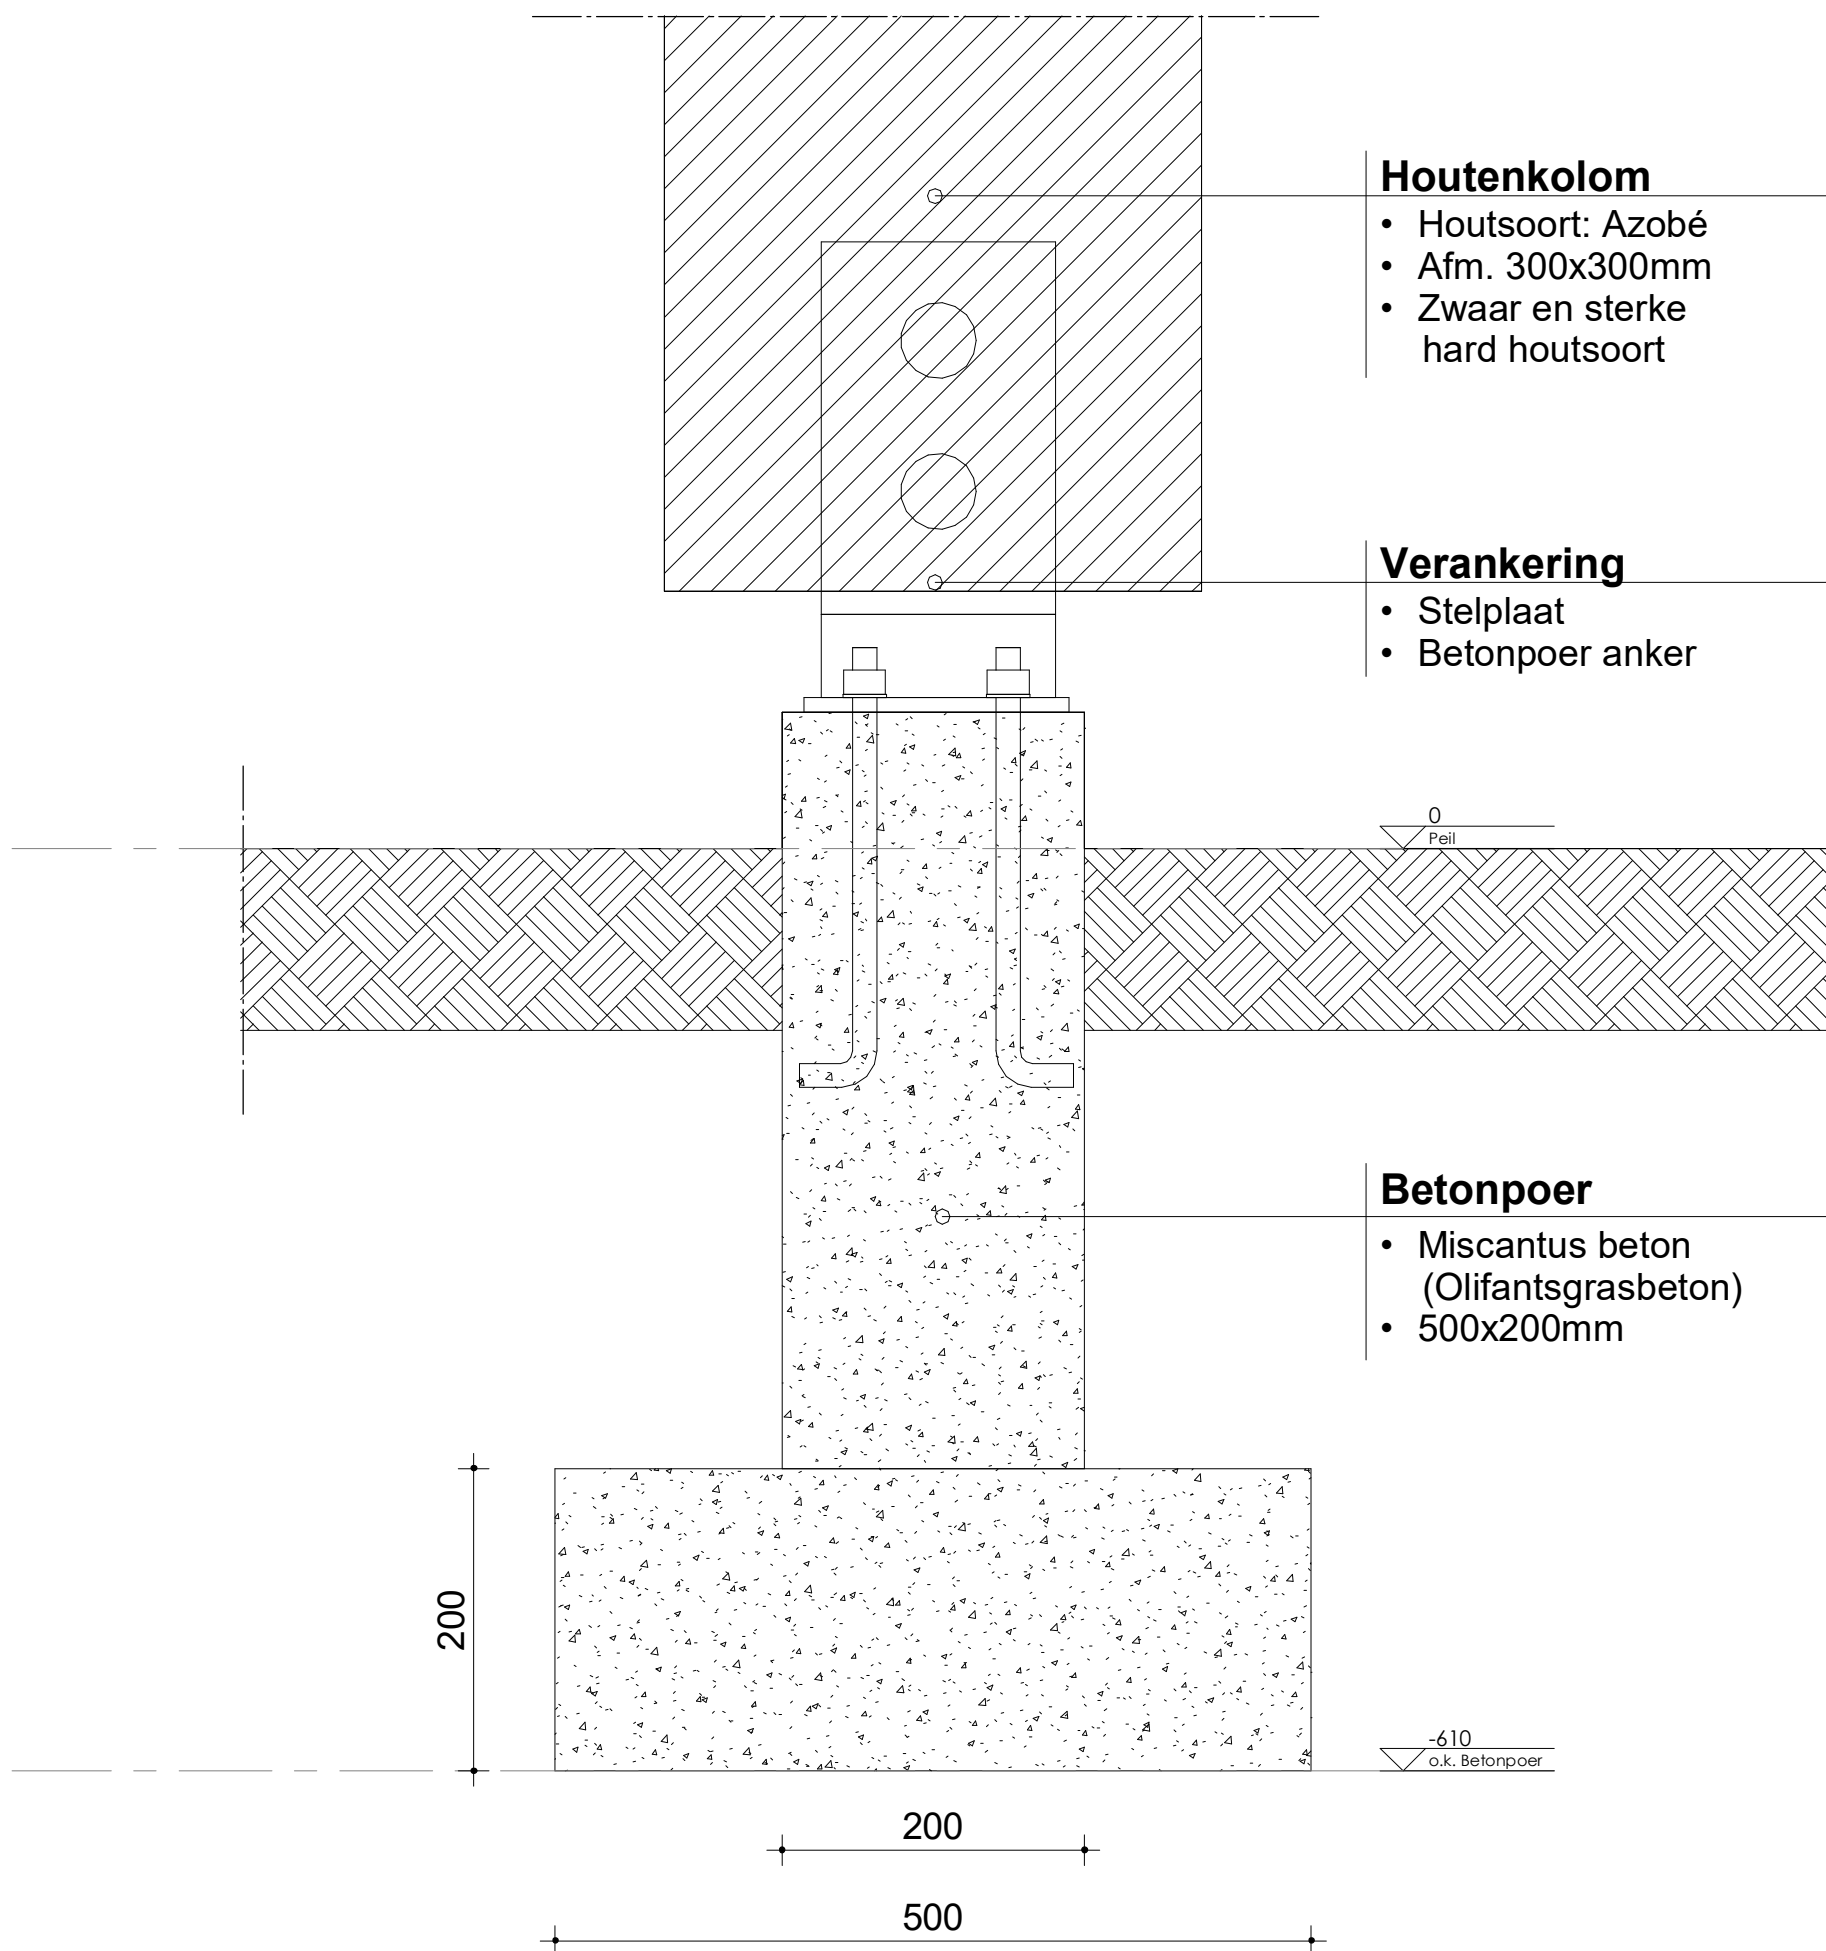 Houtenkolom
• Houtsoort: Azobé
• Afm. 300x300mm
• Zwaar en sterke
hard houtsoort
Verankering
• Stelplaat
• Betonpoer anker
0
Peil
Betonpoer
• Miscantus beton
(Olifantsgrasbeton)
• 500x200mm
200
-610
o.k. Betonpoer
200
500